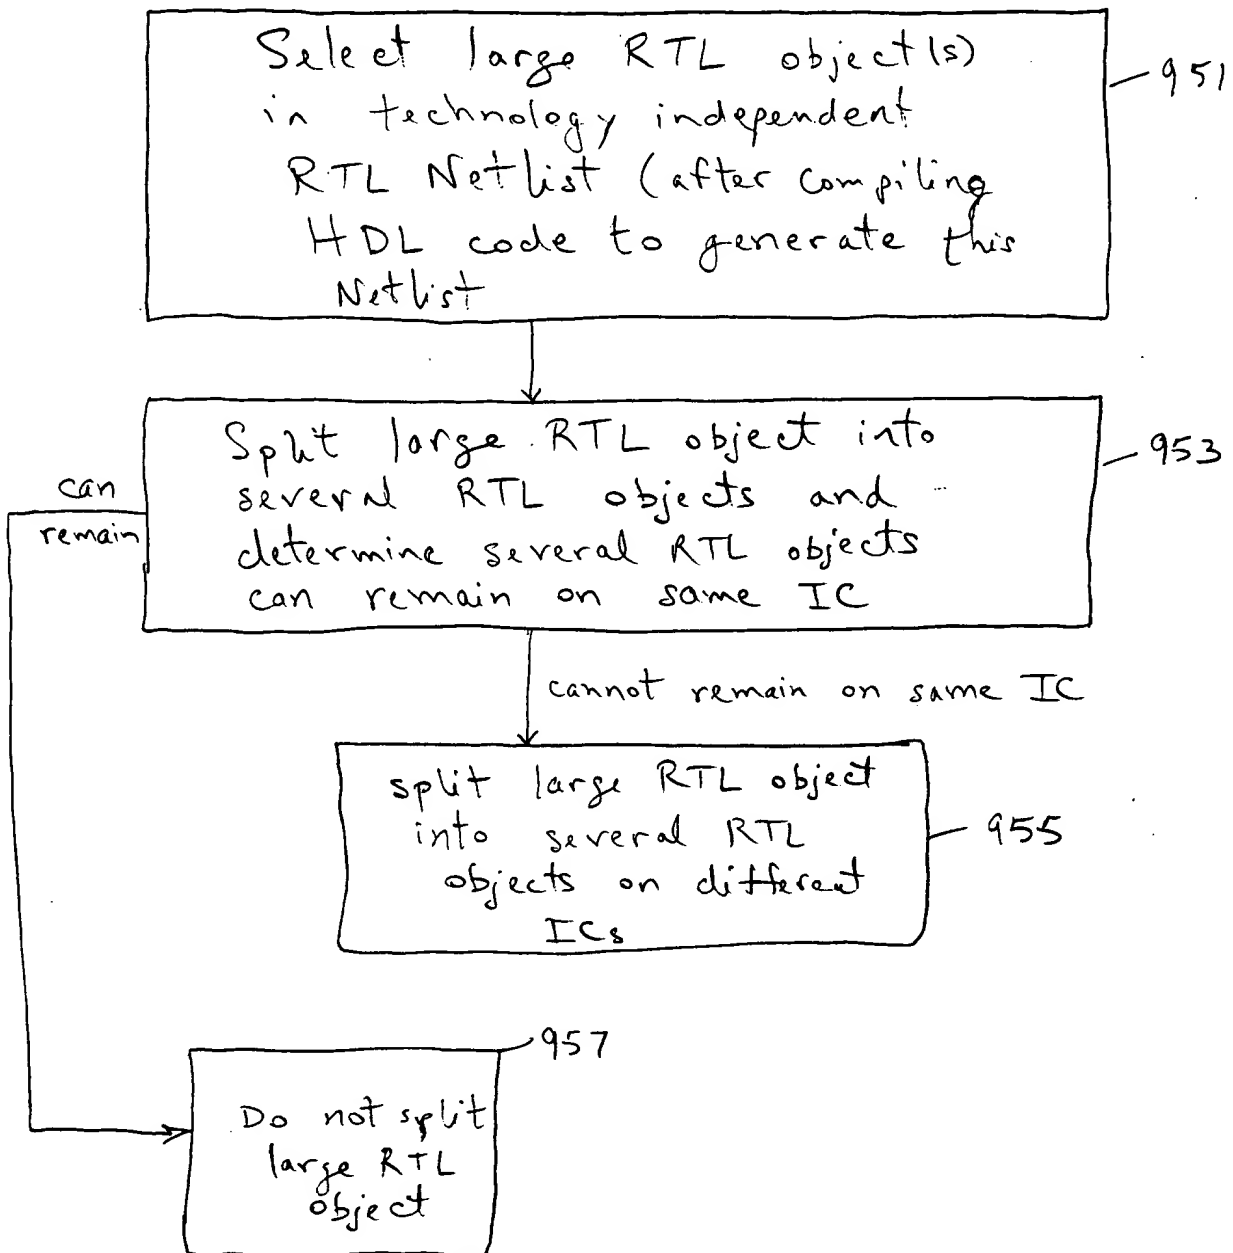 Select large RTL object(s)
in technology independent
RTL Netlist (after compiling
HDL code to generate this
Netlist
951
Split large RTL object into
several RTL objects and
determine several RTL objects
can remain on same IC
953
can
remain
cannot remain on same IC
split large RTL object
into several RTL
objects on different
ICs
955
957
Do not split
large RTL
object